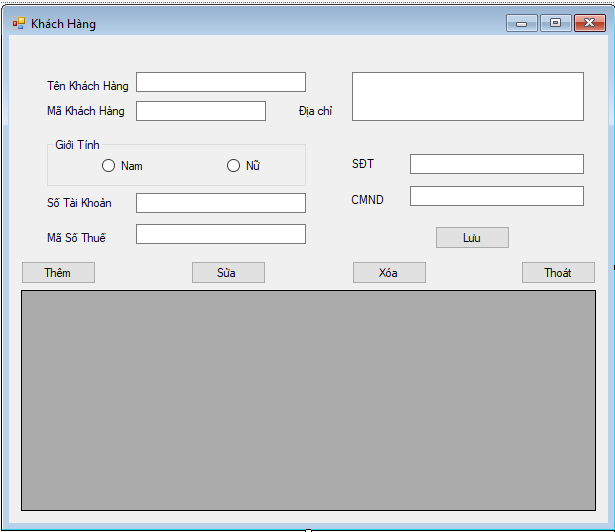 Khách Hàng
Tên Khách Hàng
Mã Khách Hàng
Địa chỉ
Giới Tính
Nam
Nữ
SĐT
Số Tài Khoản
CMND
Mã Số Thuế
Lưu
Thêm
Sửa
Xóa
Thoát